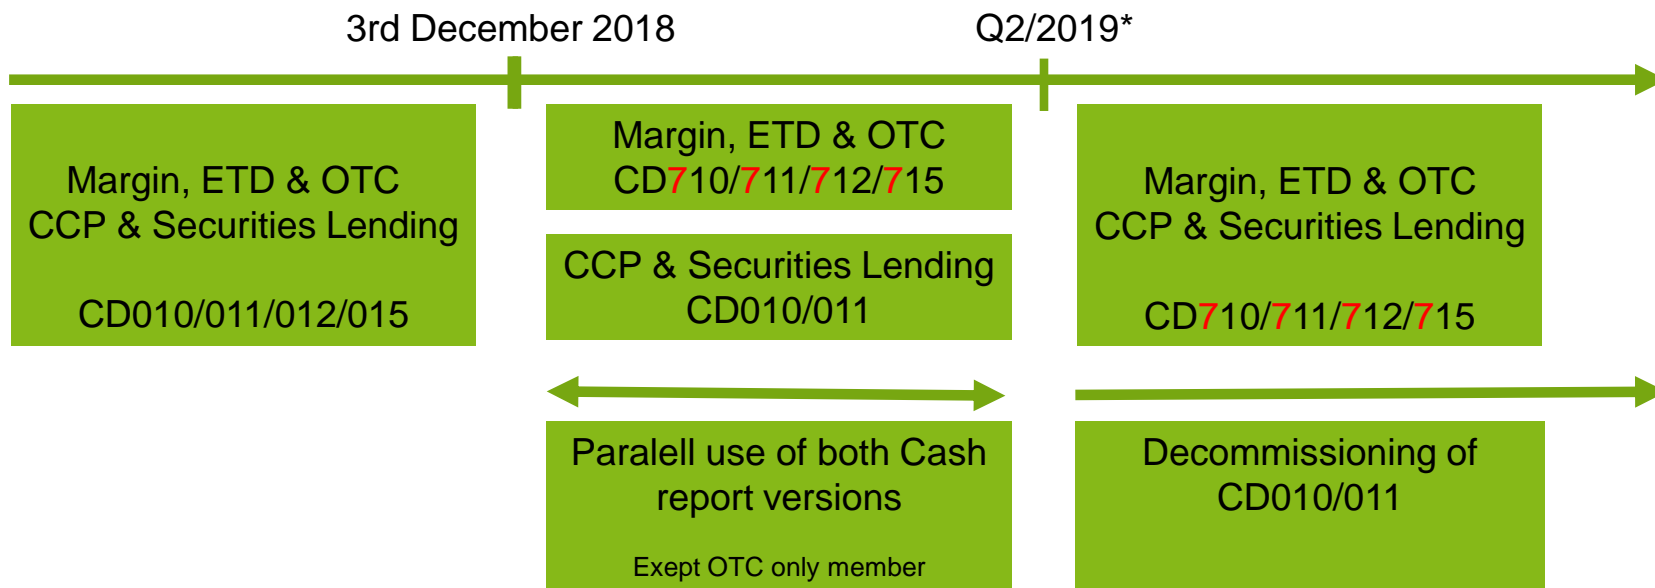 3rd December 2018
Q2/2019*
Margin, ETD & OTC
CCP & Securities Lending
CD010/011/012/015
Margin, ETD & OTC
CD710/711/712/715
CCP & Securities Lending
CD010/011
Margin, ETD & OTC
CCP & Securities Lending
CD710/711/712/715
Paralell use of both Cash
report versions
Exept OTC only member
Decommissioning of
CD010/011